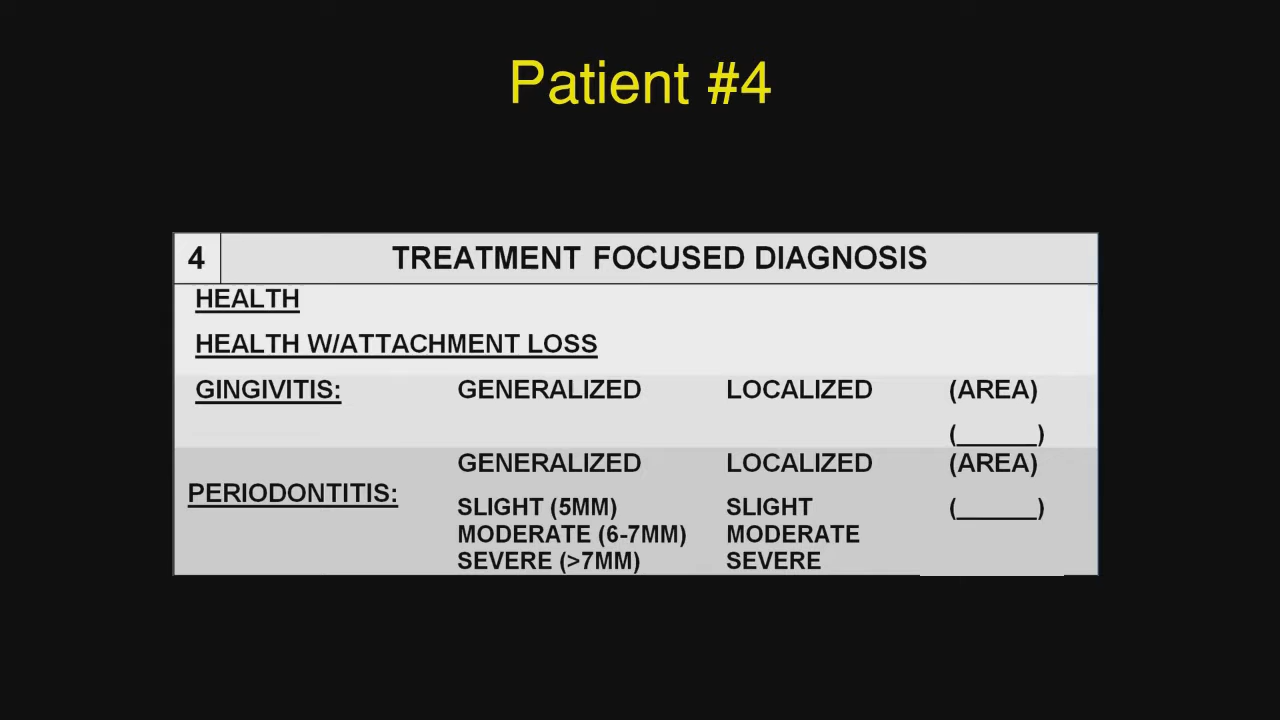 Patient #4
4 TREATMENT FOCUSED DIAGNOSIS
HEALTH
HEALTH W/ATTACHMENT LOSS
GINGIVITIS: GENERALIZED LOCALIZED (AREA)
(______)
GENERALIZED LOCALIZED (AREA)
PERIODONTITIS:
SLIGHT (5MM) SLIGHT (______)
MODERATE (6-7MM) MODERATE
SEVERE (>7MM) SEVERE